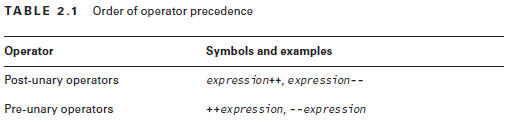 TABLE 2.1 Order of operator precedence
Operator Symbols and examples
Post-unary operators expression++, expression--
Pre-unary operators ++expression, --expression